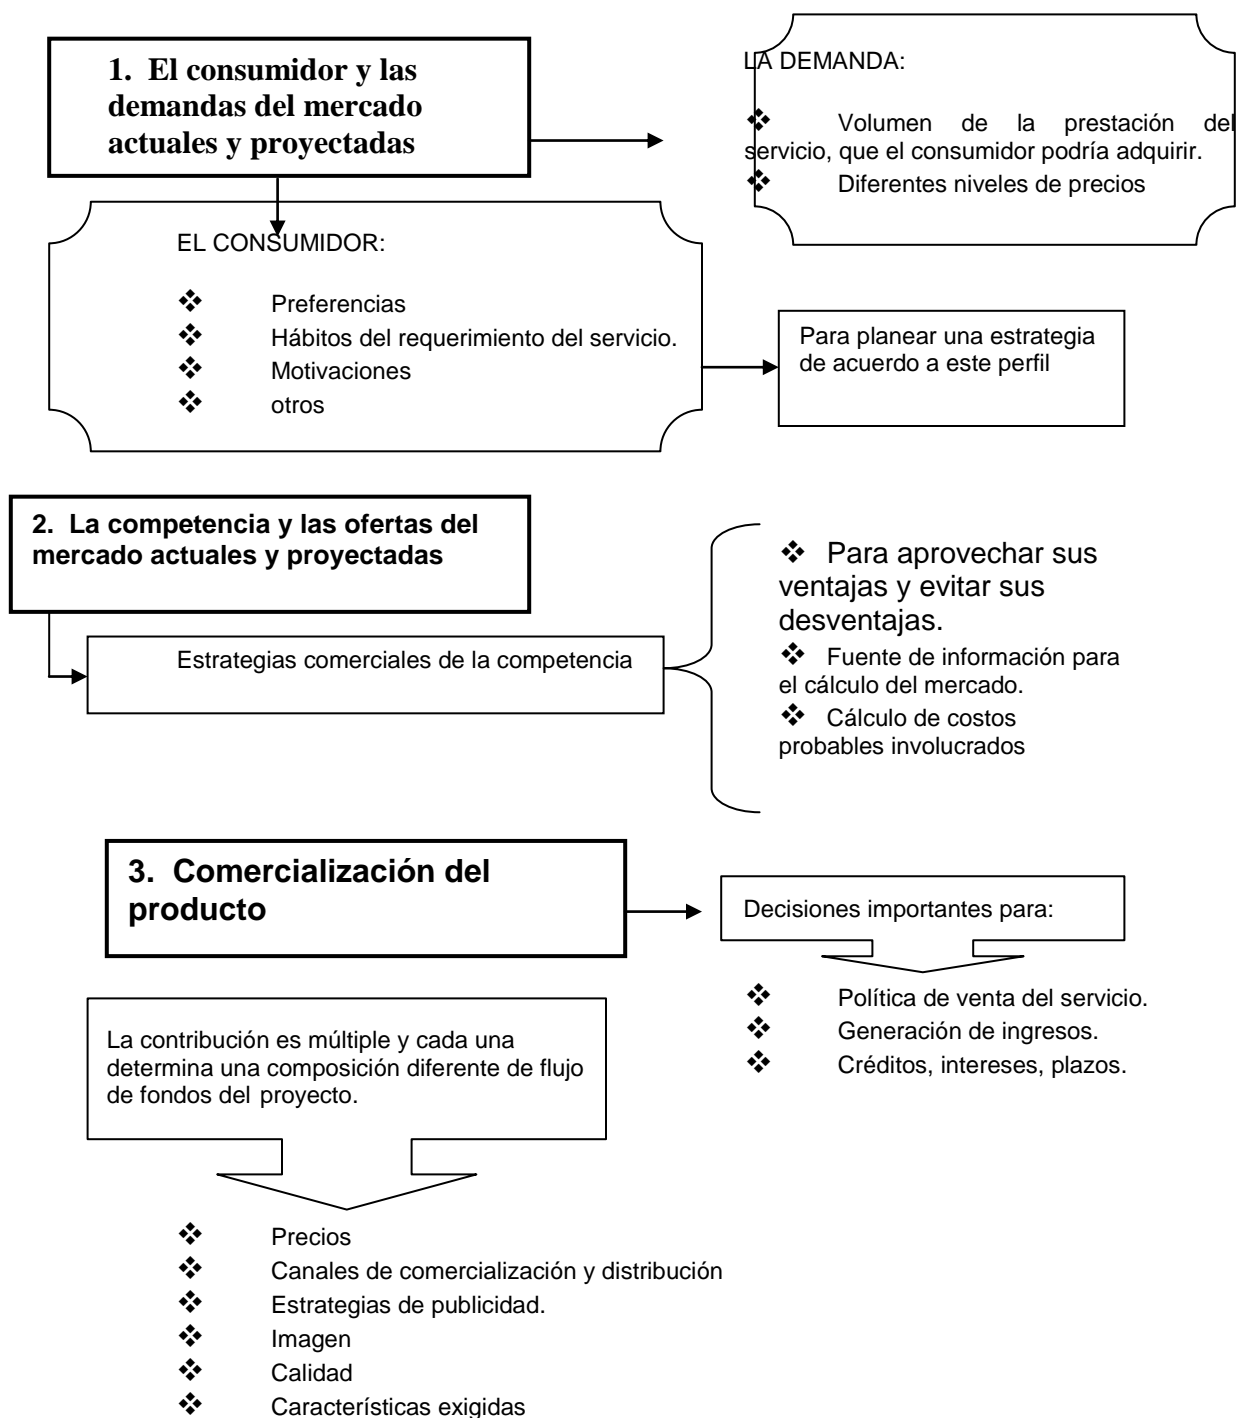 1. El consumidor y las
demandas del mercado
actuales y proyectadas
LA DEMANDA:
❖ Volumen de la prestación del
servicio, que el consumidor podría adquirir.
❖ Diferentes niveles de precios
EL CONSUMIDOR:
❖ Preferencias
❖ Hábitos del requerimiento del servicio.
❖ Motivaciones
❖ otros
Para planear una estrategia
de acuerdo a este perfil
2. La competencia y las ofertas del
mercado actuales y proyectadas
Estrategias comerciales de la competencia
❖ Para aprovechar sus
ventajas y evitar sus
desventajas.
❖ Fuente de información para
el cálculo del mercado.
❖ Cálculo de costos
probables involucrados
3. Comercialización del
producto
Decisiones importantes para:
❖ Política de venta del servicio.
❖ Generación de ingresos.
❖ Créditos, intereses, plazos.
La contribución es múltiple y cada una
determina una composición diferente de flujo
de fondos del proyecto.
❖ Precios
❖ Canales de comercialización y distribución
❖ Estrategias de publicidad.
❖ Imagen
❖ Calidad
❖ Características exigidas